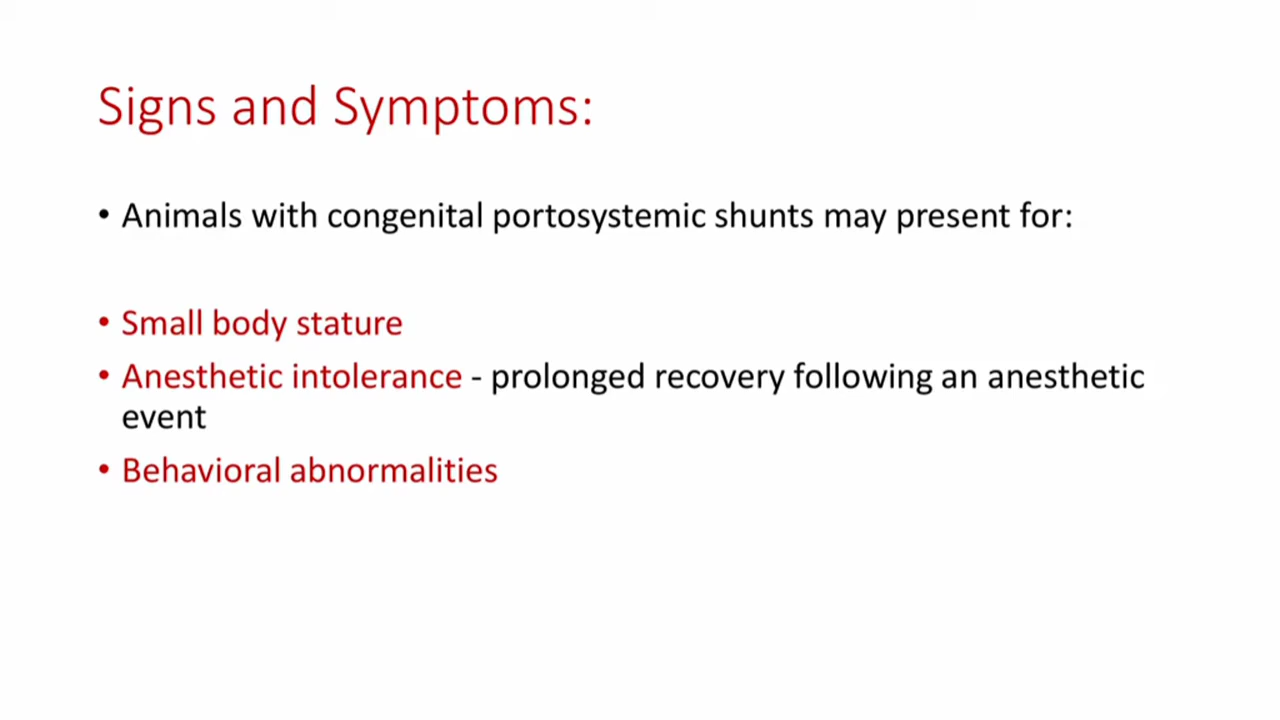 Signs and Symptoms:
• Animals with congenital portosystemic shunts may present for:
• Small body stature
• Anesthetic intolerance - prolonged recovery following an anesthetic
event
• Behavioral abnormalities